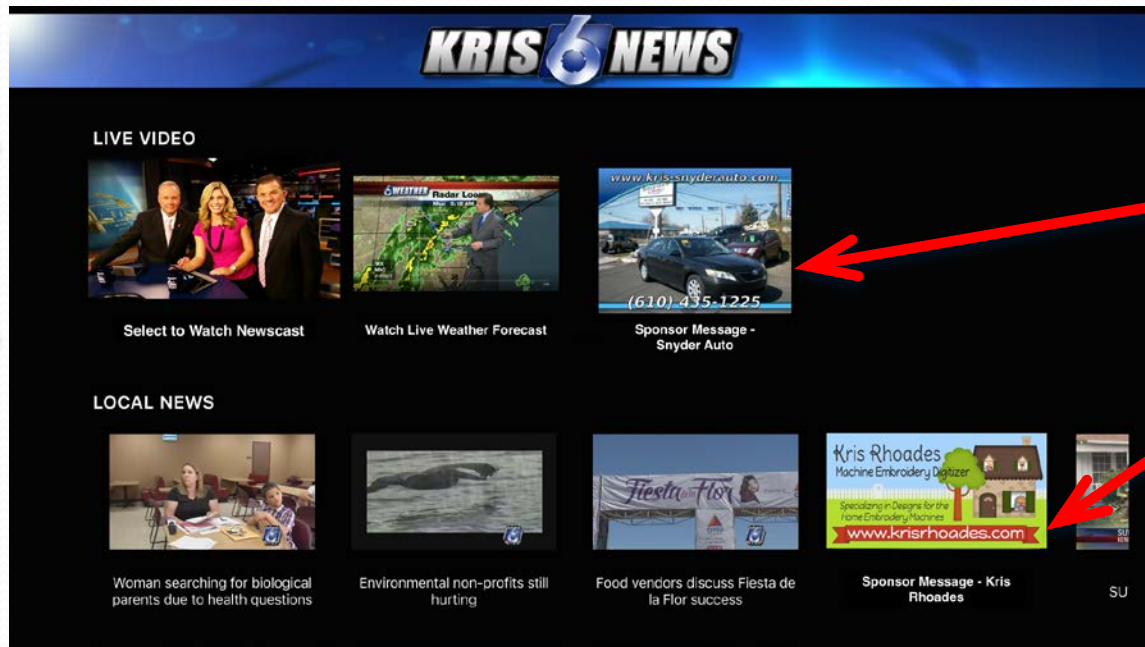 KRIS 6 NEWS
LIVE VIDEO
6 WEATHER
Radar Loop
www.kris-snyderauto.com
(610) 435-1225
Select to Watch Newscast
Watch Live Weather Forecast
Sponsor Message -
Snyder Auto
LOCAL NEWS
Fiesta de la Flor
Kris Rhoades
Machine Embroidery Digitizer
Specializing in Designs for the
Home Embroidery Machines
www.krisrhoades.com
Woman searching for biological
parents due to health questions
Environmental non-profits still
hurting
Food vendors discuss Fiesta de
la Flor success
Sponsor Message - Kris
Rhoades
SU